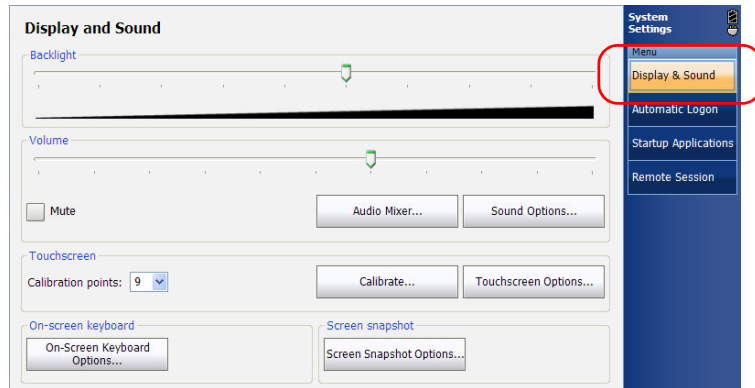 Display and Sound
Backlight
Volume
Mute
Audio Mixer...
Sound Options...
Touchscreen
Calibration points: 9
Calibrate...
Touchscreen Options...
On-screen keyboard
On-Screen Keyboard
Options...
Screen snapshot
Screen Snapshot Options...
System
Settings
Menu
Display & Sound
Automatic Logon
Startup Applications
Remote Session